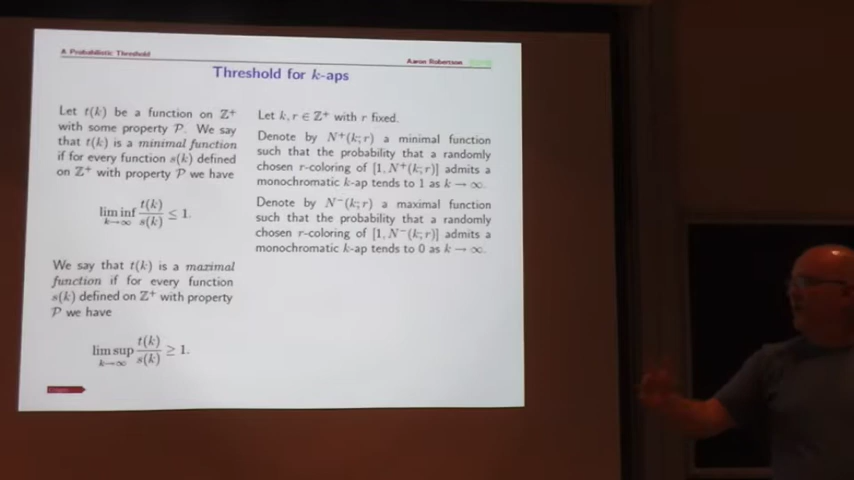 A Probabilistic Threshold
Aaron Robertson
Threshold for k-aps
Let t(k) be a function on ℤ⁺
with some property 𝒫. We say
that t(k) is a minimal function
if for every function s(k) defined
on ℤ⁺ with property 𝒫 we have
lim inf_{k→∞} t(k)/s(k) ≤ 1.
We say that t(k) is a maximal
function if for every function
s(k) defined on ℤ⁺ with property
𝒫 we have
lim sup_{k→∞} t(k)/s(k) ≥ 1.
Let k, r ∈ ℤ⁺ with r fixed.
Denote by N⁺(k; r) a minimal function
such that the probability that a randomly
chosen r-coloring of [1, N⁺(k; r)] admits a
monochromatic k-ap tends to 1 as k → ∞.
Denote by N⁻(k; r) a maximal function
such that the probability that a randomly
chosen r-coloring of [1, N⁻(k; r)] admits a
monochromatic k-ap tends to 0 as k → ∞.